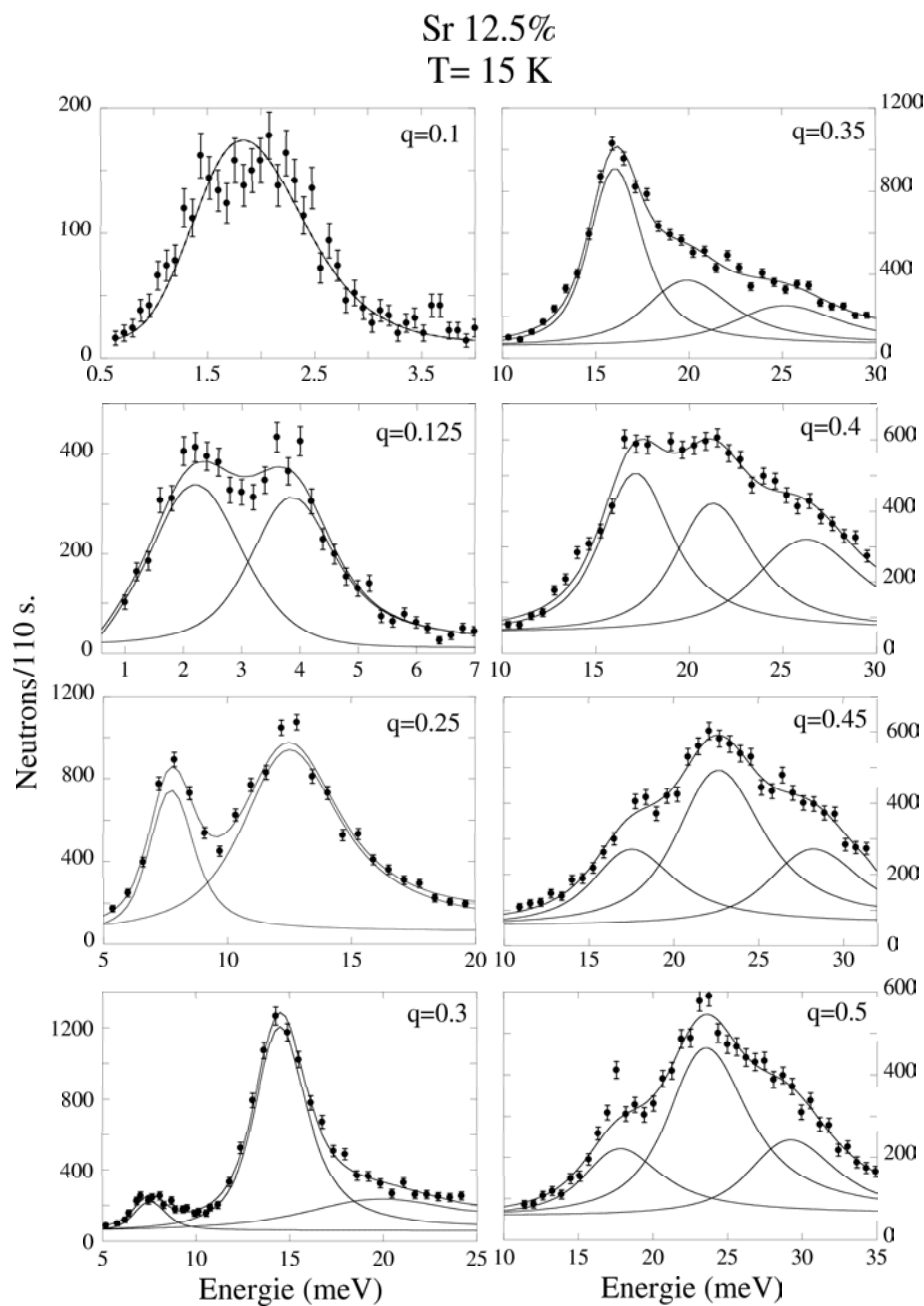 Sr 12.5%
T= 15 K
Neutrons/110 s.
q=0.1
200
100
0
0.5 1.5 2.5 3.5
q=0.35
1200
800
400
0
10 15 20 25 30
q=0.125
400
200
0
1 2 3 4 5 6 7
q=0.4
600
400
200
0
10 15 20 25 30
q=0.25
1200
800
400
0
5 10 15 20
q=0.45
600
400
200
0
10 15 20 25 30
q=0.3
1200
800
400
0
5 10 15 20 25
q=0.5
600
400
200
0
10 15 20 25 30 35
Energie (meV) Energie (meV)